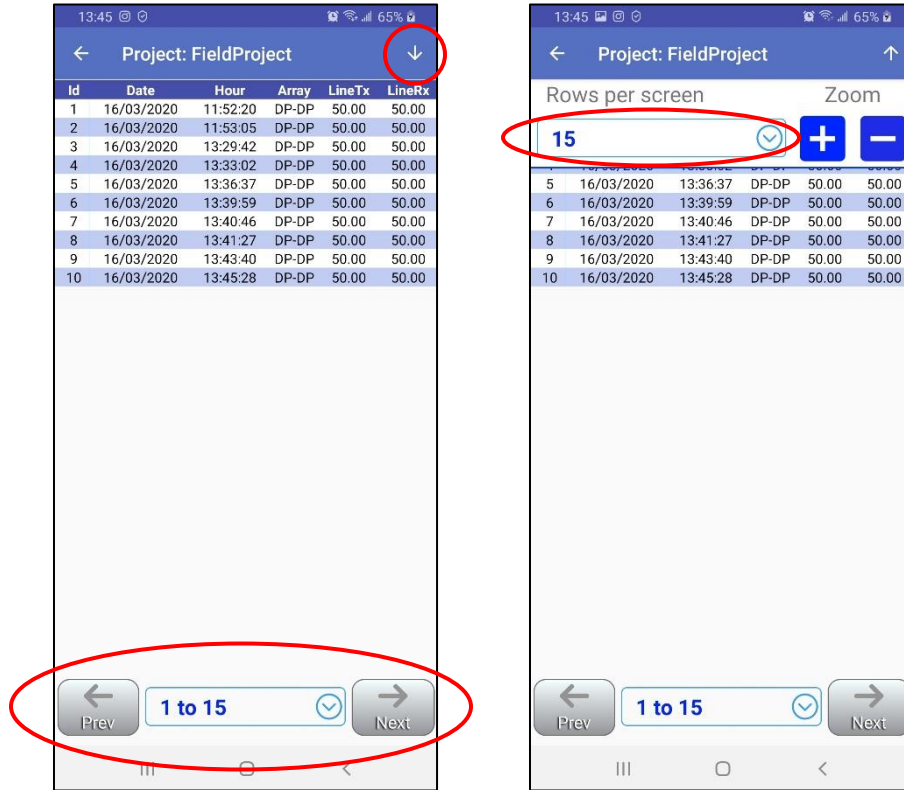 13:45 65%
Project: FieldProject
Id Date Hour Array LineTx LineRx
1 16/03/2020 11:52:20 DP-DP 50.00 50.00
2 16/03/2020 11:53:05 DP-DP 50.00 50.00
3 16/03/2020 13:29:42 DP-DP 50.00 50.00
4 16/03/2020 13:33:02 DP-DP 50.00 50.00
5 16/03/2020 13:36:37 DP-DP 50.00 50.00
6 16/03/2020 13:39:59 DP-DP 50.00 50.00
7 16/03/2020 13:40:46 DP-DP 50.00 50.00
8 16/03/2020 13:41:27 DP-DP 50.00 50.00
9 16/03/2020 13:43:40 DP-DP 50.00 50.00
10 16/03/2020 13:45:28 DP-DP 50.00 50.00
Prev 1 to 15 Next
13:45 65%
Project: FieldProject
Rows per screen Zoom
15 + −
5 16/03/2020 13:36:37 DP-DP 50.00 50.00
6 16/03/2020 13:39:59 DP-DP 50.00 50.00
7 16/03/2020 13:40:46 DP-DP 50.00 50.00
8 16/03/2020 13:41:27 DP-DP 50.00 50.00
9 16/03/2020 13:43:40 DP-DP 50.00 50.00
10 16/03/2020 13:45:28 DP-DP 50.00 50.00
Prev 1 to 15 Next